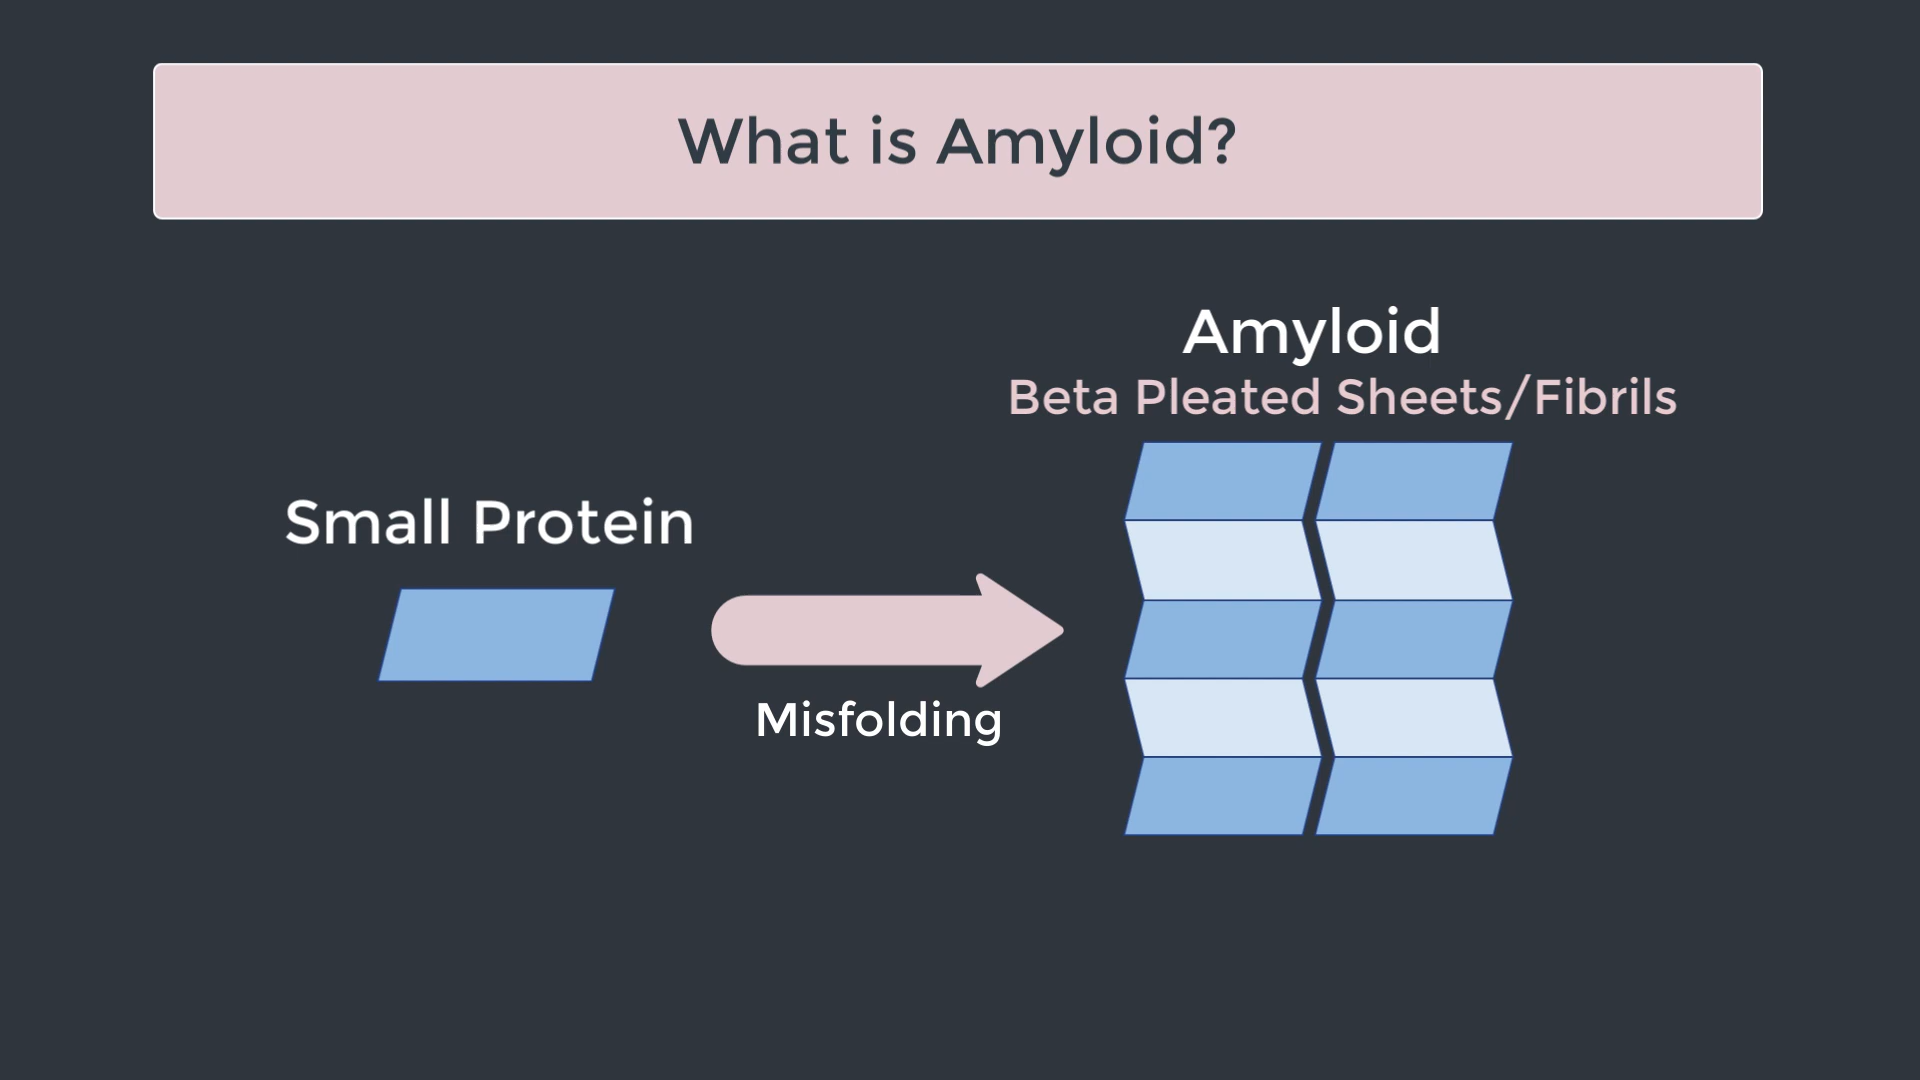 What is Amyloid?
Amyloid
Beta Pleated Sheets/Fibrils
Small Protein
Misfolding